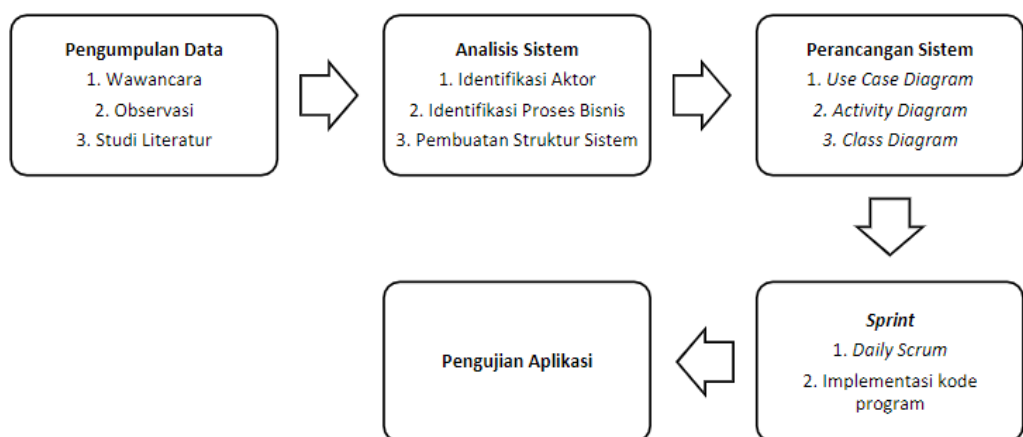 Pengumpulan Data
1. Wawancara
2. Observasi
3. Studi Literatur
Analisis Sistem
1. Identifikasi Aktor
2. Identifikasi Proses Bisnis
3. Pembuatan Struktur Sistem
Perancangan Sistem
1. Use Case Diagram
2. Activity Diagram
3. Class Diagram
Sprint
1. Daily Scrum
2. Implementasi kode
program
Pengujian Aplikasi